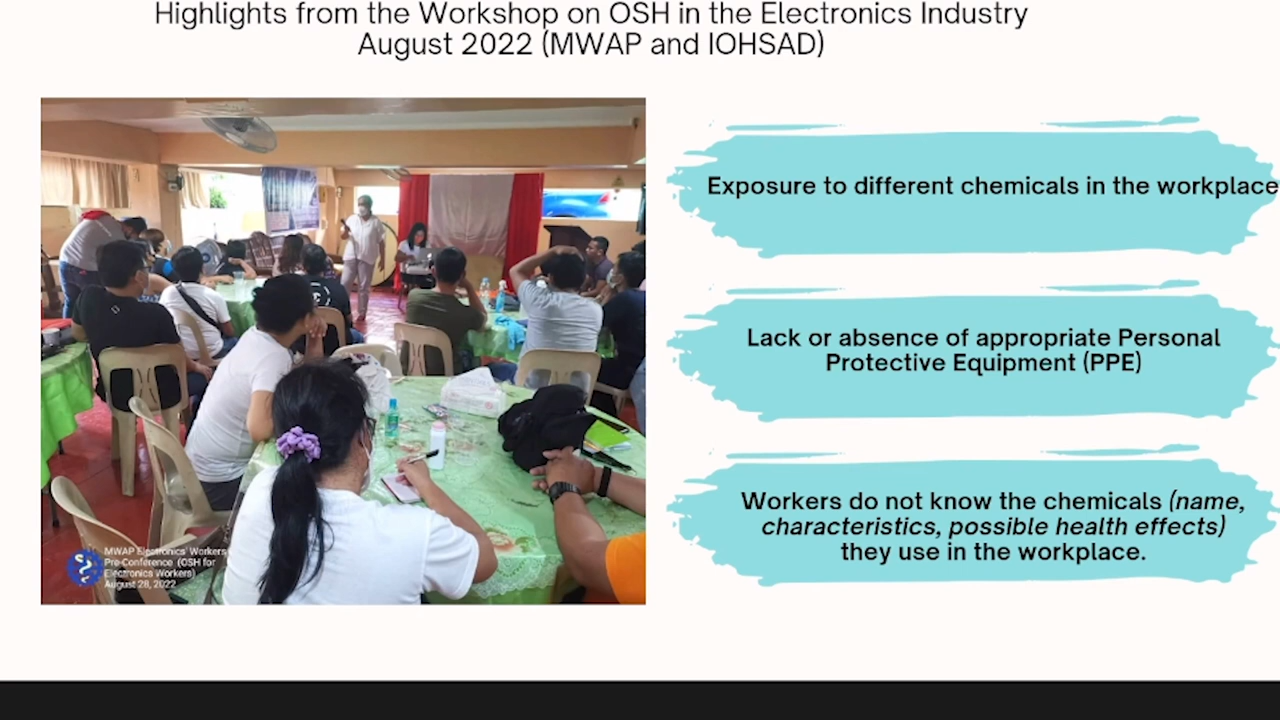 Highlights from the Workshop on OSH in the Electronics Industry
August 2022 (MWAP and IOHSAD)
Exposure to different chemicals in the workplace
Lack or absence of appropriate Personal
Protective Equipment (PPE)
Workers do not know the chemicals (name,
characteristics, possible health effects)
they use in the workplace.
MWAP Electronics' Workers
Pre-Conference (OSH for
Electronics Workers)
August 28, 2022